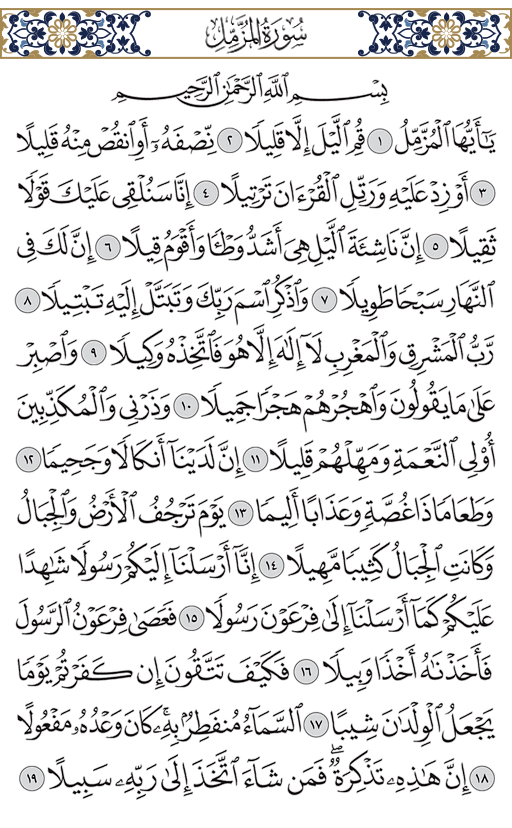 سُورَةُ المُزَّمِّلِ
بِسۡمِ ٱللَّهِ ٱلرَّحۡمَٰنِ ٱلرَّحِيمِ
يَٰٓأَيُّهَا ٱلۡمُزَّمِّلُ ١ قُمِ ٱلَّيۡلَ إِلَّا قَلِيلٗا ٢ نِّصۡفَهُۥٓ أَوِ ٱنقُصۡ مِنۡهُ قَلِيلًا
٣ أَوۡ زِدۡ عَلَيۡهِ وَرَتِّلِ ٱلۡقُرۡءَانَ تَرۡتِيلًا ٤ إِنَّا سَنُلۡقِي عَلَيۡكَ قَوۡلٗا
ثَقِيلًا ٥ إِنَّ نَاشِئَةَ ٱلَّيۡلِ هِيَ أَشَدُّ وَطۡـٔٗا وَأَقۡوَمُ قِيلًا ٦ إِنَّ لَكَ فِي
ٱلنَّهَارِ سَبۡحٗا طَوِيلٗا ٧ وَٱذۡكُرِ ٱسۡمَ رَبِّكَ وَتَبَتَّلۡ إِلَيۡهِ تَبۡتِيلٗا ٨
رَّبُّ ٱلۡمَشۡرِقِ وَٱلۡمَغۡرِبِ لَآ إِلَٰهَ إِلَّا هُوَ فَٱتَّخِذۡهُ وَكِيلٗا ٩ وَٱصۡبِرۡ
عَلَىٰ مَا يَقُولُونَ وَٱهۡجُرۡهُمۡ هَجۡرٗا جَمِيلٗا ١٠ وَذَرۡنِي وَٱلۡمُكَذِّبِينَ
أُوْلِي ٱلنَّعۡمَةِ وَمَهِّلۡهُمۡ قَلِيلًا ١١ إِنَّ لَدَيۡنَآ أَنكَالٗا وَجَحِيمٗا ١٢
وَطَعَامٗا ذَا غُصَّةٖ وَعَذَابًا أَلِيمٗا ١٣ يَوۡمَ تَرۡجُفُ ٱلۡأَرۡضُ وَٱلۡجِبَالُ
وَكَانَتِ ٱلۡجِبَالُ كَثِيبٗا مَّهِيلًا ١٤ إِنَّآ أَرۡسَلۡنَآ إِلَيۡكُمۡ رَسُولٗا شَٰهِدًا
عَلَيۡكُمۡ كَمَآ أَرۡسَلۡنَآ إِلَىٰ فِرۡعَوۡنَ رَسُولٗا ١٥ فَعَصَىٰ فِرۡعَوۡنُ ٱلرَّسُولَ
فَأَخَذۡنَٰهُ أَخۡذٗا وَبِيلٗا ١٦ فَكَيۡفَ تَتَّقُونَ إِن كَفَرۡتُمۡ يَوۡمٗا
يَجۡعَلُ ٱلۡوِلۡدَٰنَ شِيبًا ١٧ ٱلسَّمَآءُ مُنفَطِرُۢ بِهِۦۚ كَانَ وَعۡدُهُۥ مَفۡعُولًا
١٨ إِنَّ هَٰذِهِۦ تَذۡكِرَةٞۖ فَمَن شَآءَ ٱتَّخَذَ إِلَىٰ رَبِّهِۦ سَبِيلًا ١٩